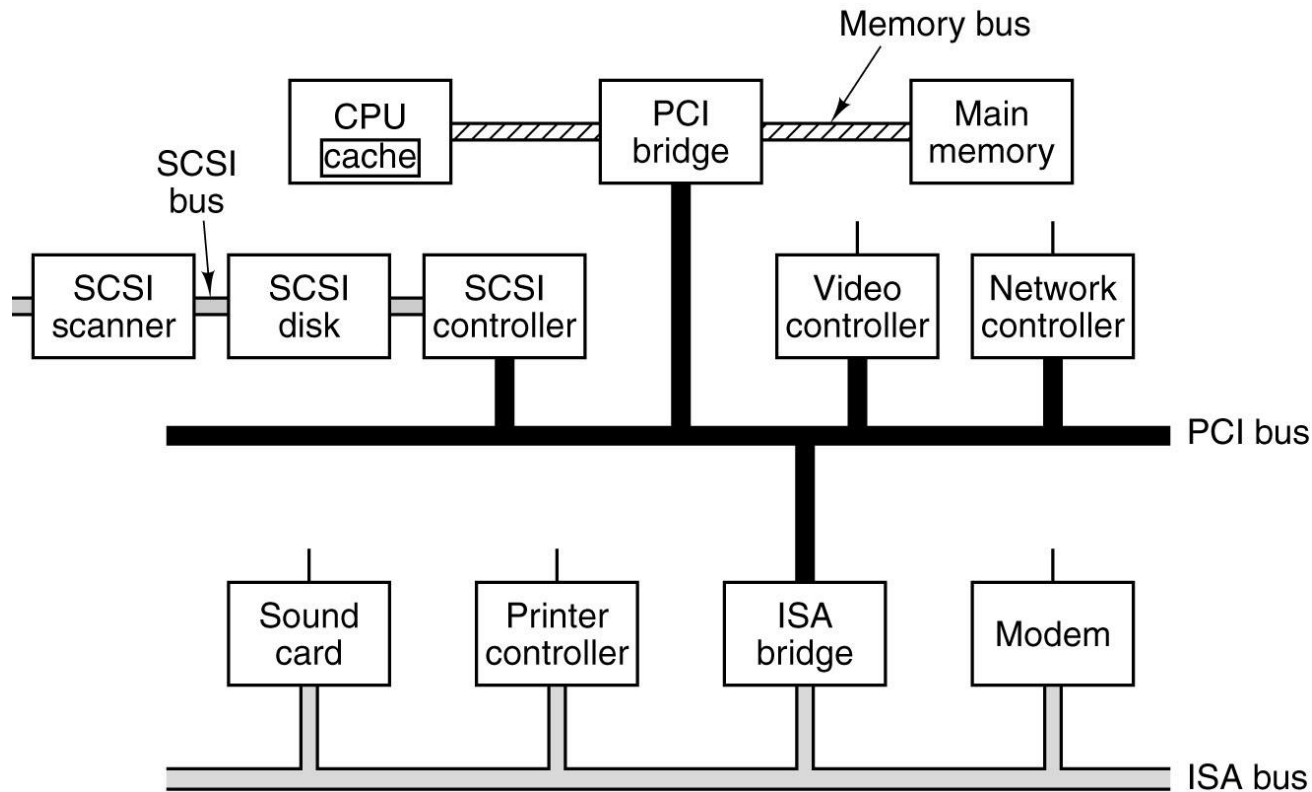 Memory bus
CPU
cache
PCI
bridge
Main
memory
SCSI
bus
SCSI
scanner
SCSI
disk
SCSI
controller
Video
controller
Network
controller
PCI bus
Sound
card
Printer
controller
ISA
bridge
Modem
ISA bus